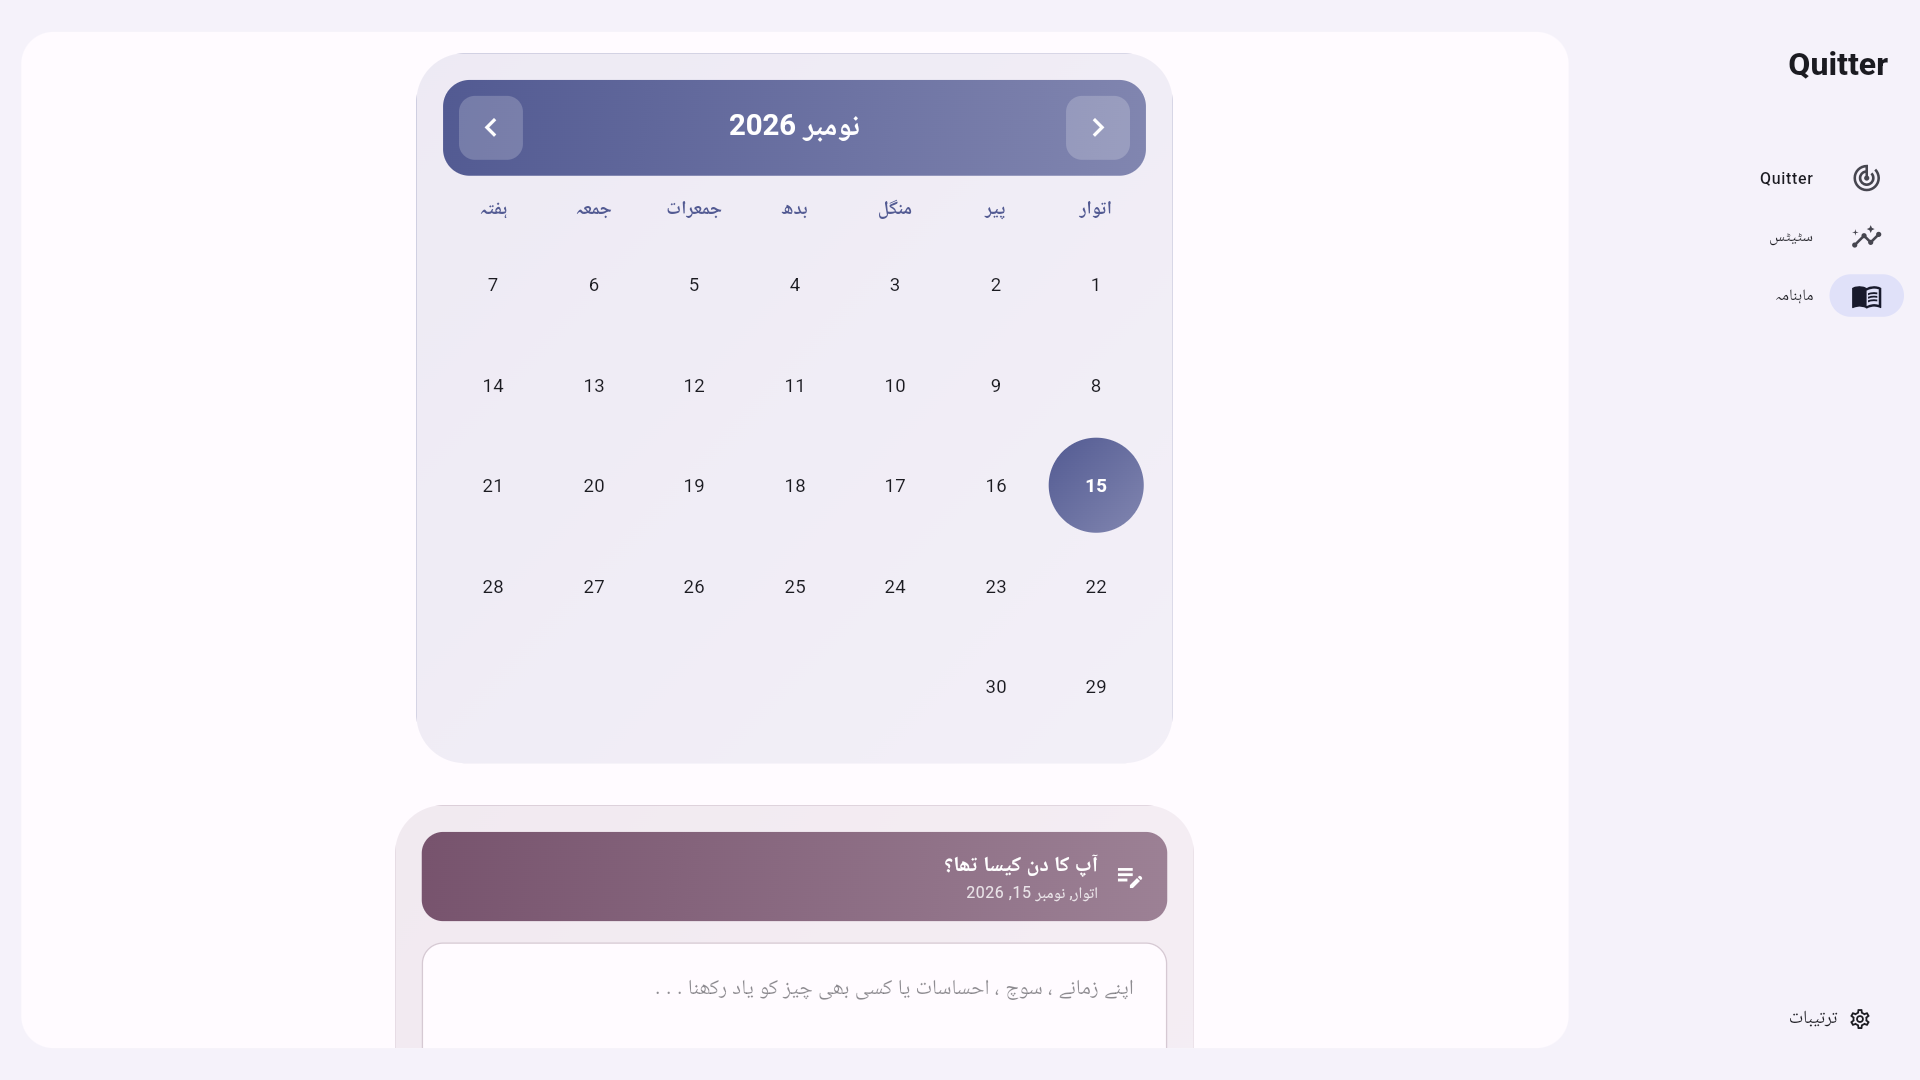 Quitter
Quitter
سٹیٹس
ماہنامہ
ترتیبات
نومبر 2026
اتوار پیر منگل بدھ جمعرات جمعہ ہفتہ
1 2 3 4 5 6 7
8 9 10 11 12 13 14
15 16 17 18 19 20 21
22 23 24 25 26 27 28
29 30
آپ کا دن کیسا تھا؟
اتوار, نومبر 15, 2026
اپنے زمانے ، سوچ ، احساسات یا کسی بھی چیز کو یاد رکھنا . . .